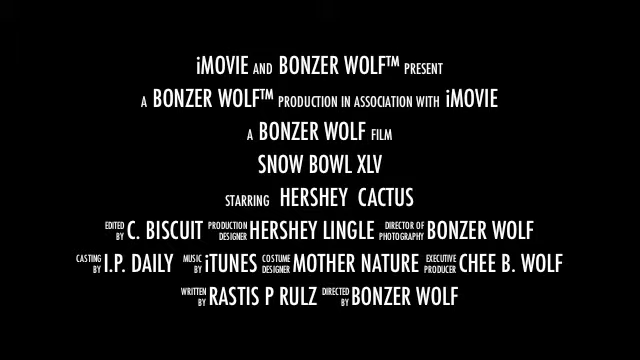 iMOVIE AND BONZER WOLF™ PRESENT
A BONZER WOLF™ PRODUCTION IN ASSOCIATION WITH iMOVIE
A BONZER WOLF FILM
SNOW BOWL XLV
STARRING HERSHEY CACTUS
EDITED BY C. BISCUIT PRODUCTION DESIGNER HERSHEY LINGLE DIRECTOR OF PHOTOGRAPHY BONZER WOLF
CASTING BY I.P. DAILY MUSIC BY iTUNES COSTUME DESIGNER MOTHER NATURE EXECUTIVE PRODUCER CHEE B. WOLF
WRITTEN BY RASTIS P RULZ DIRECTED BY BONZER WOLF